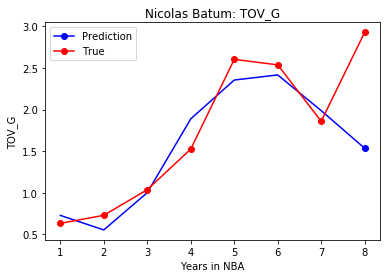 Nicolas Batum: TOV_G
Prediction
True
3.0
2.5
2.0
1.5
1.0
0.5
TOV_G
1 2 3 4 5 6 7 8
Years in NBA